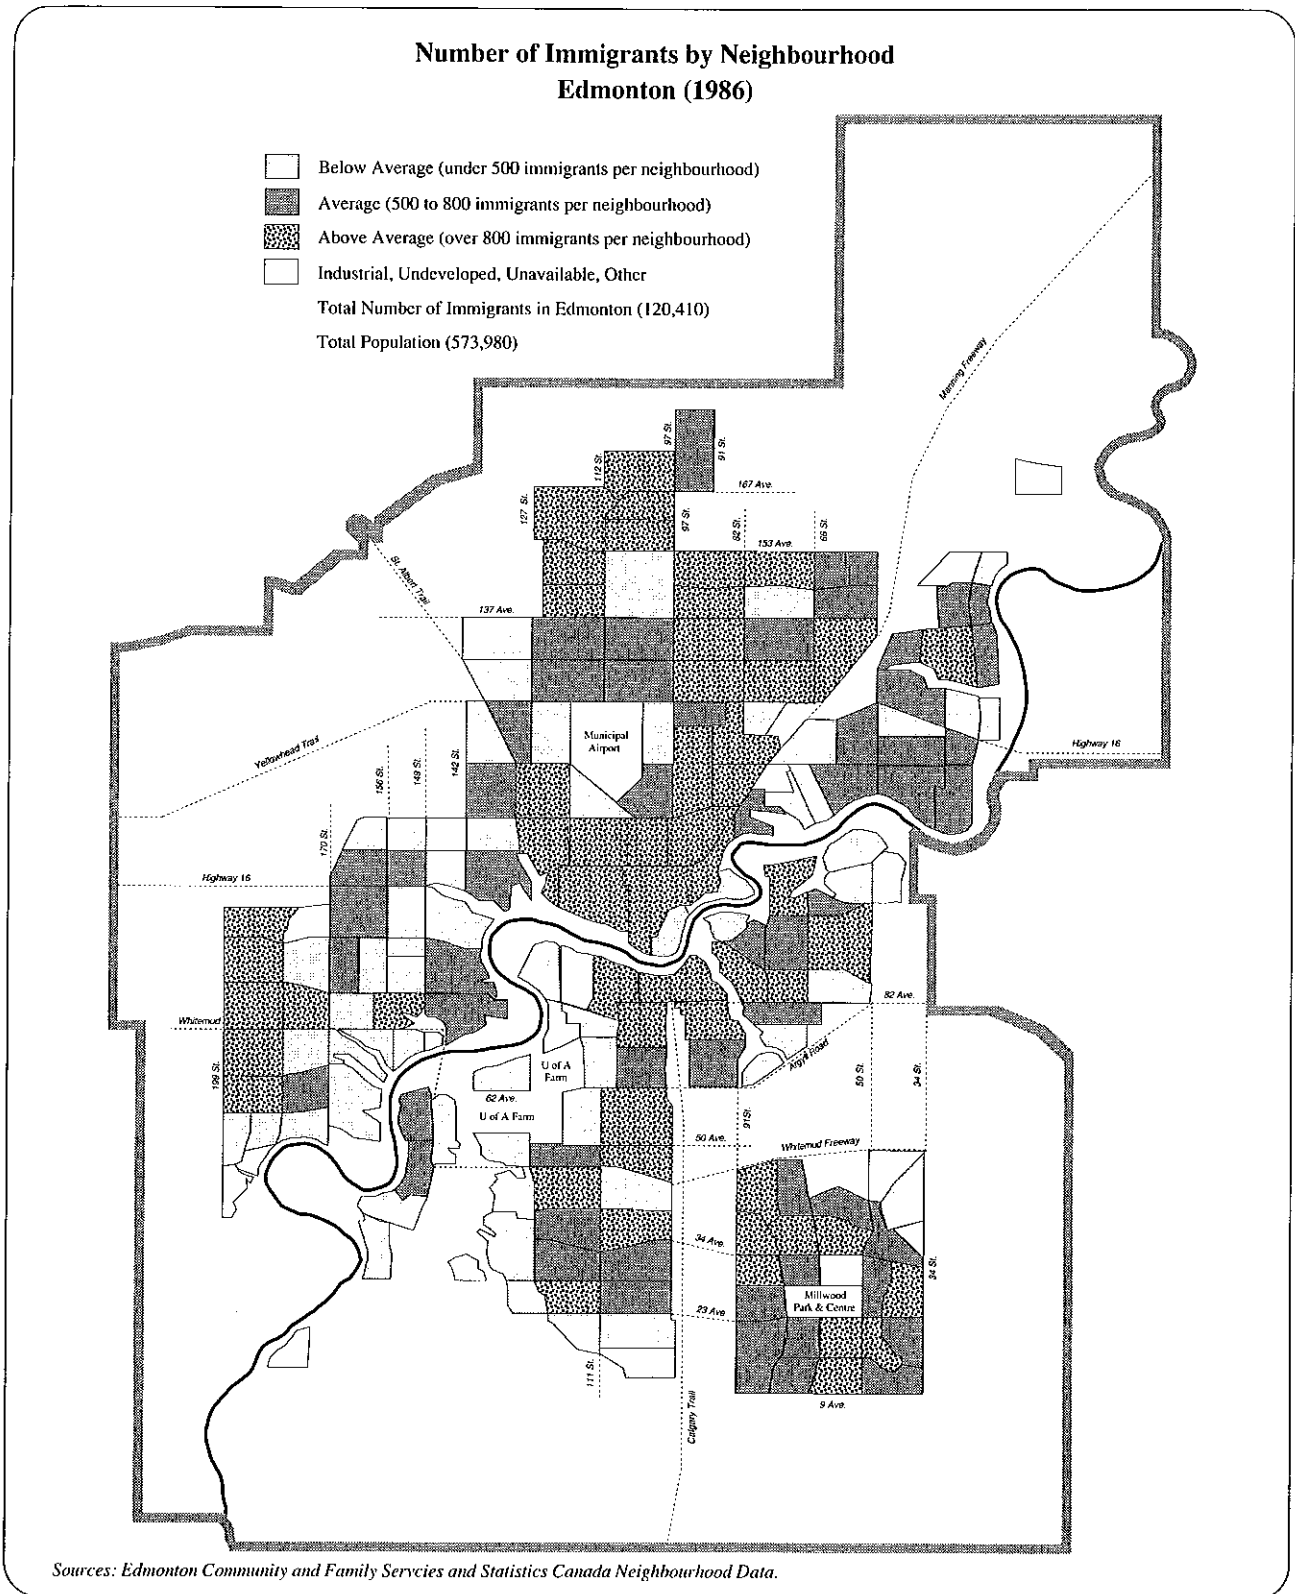 Number of Immigrants by Neighbourhood
Edmonton (1986)
Below Average (under 500 immigrants per neighbourhood)
Average (500 to 800 immigrants per neighbourhood)
Above Average (over 800 immigrants per neighbourhood)
Industrial, Undeveloped, Unavailable, Other
Total Number of Immigrants in Edmonton (120,410)
Total Population (573,980)
Manning Freeway
97 St.
91 St.
112 St.
167 Ave.
127 St.
97 St.
82 St.
66 St.
153 Ave.
St. Albert Trail
137 Ave.
Municipal
Airport
Yellowhead Trail
Highway 16
156 St.
149 St.
142 St.
170 St.
Highway 16
82 Ave.
Whitemud
199 St.
U of A
Farm
Argyll Road
50 St.
34 St.
62 Ave.
U of A Farm
91 St.
50 Ave.
Whitemud Freeway
34 Ave.
34 St.
Millwood
Park & Centre
23 Ave
111 St.
Calgary Trail
9 Ave.
Sources: Edmonton Community and Family Servcies and Statistics Canada Neighbourhood Data.